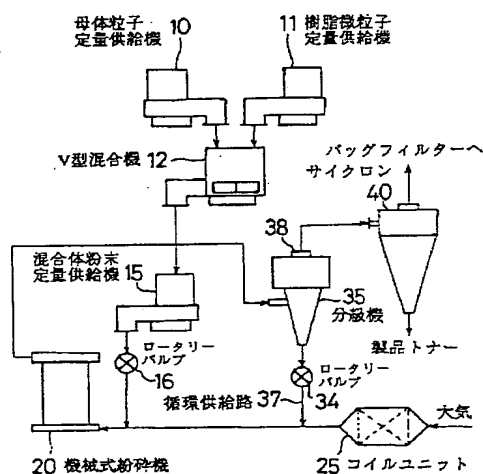 母体粒子
定量供給機
10
11 樹脂微粒子
定量供給機
V型混合機
12
バッグフィルターへ
サイクロン
40
38
混合体粉末
定量供給機
15
35
分級機
製品トナー
ロータリー
バルブ
16
ロータリー
バルブ
34
循環供給路 37
大気
20 機械式粉砕機
25 コイルユニット